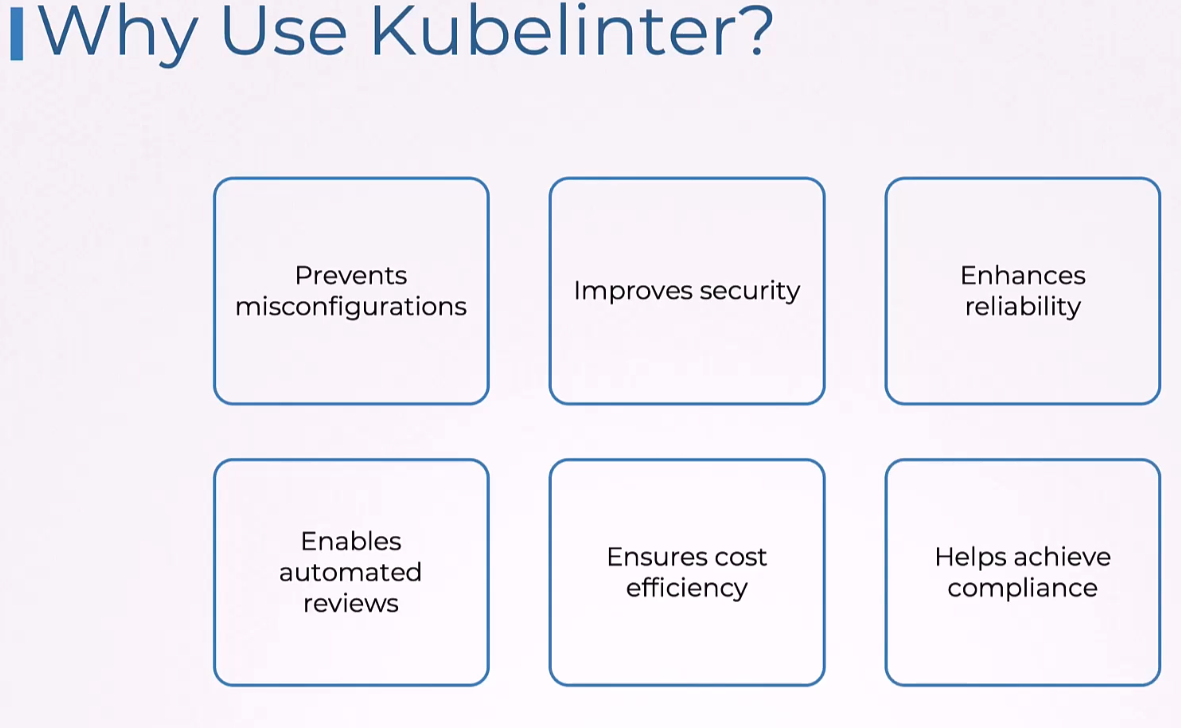 Why Use Kubelinter?
Prevents
misconfigurations
Improves security
Enhances
reliability
Enables
automated
reviews
Ensures cost
efficiency
Helps achieve
compliance